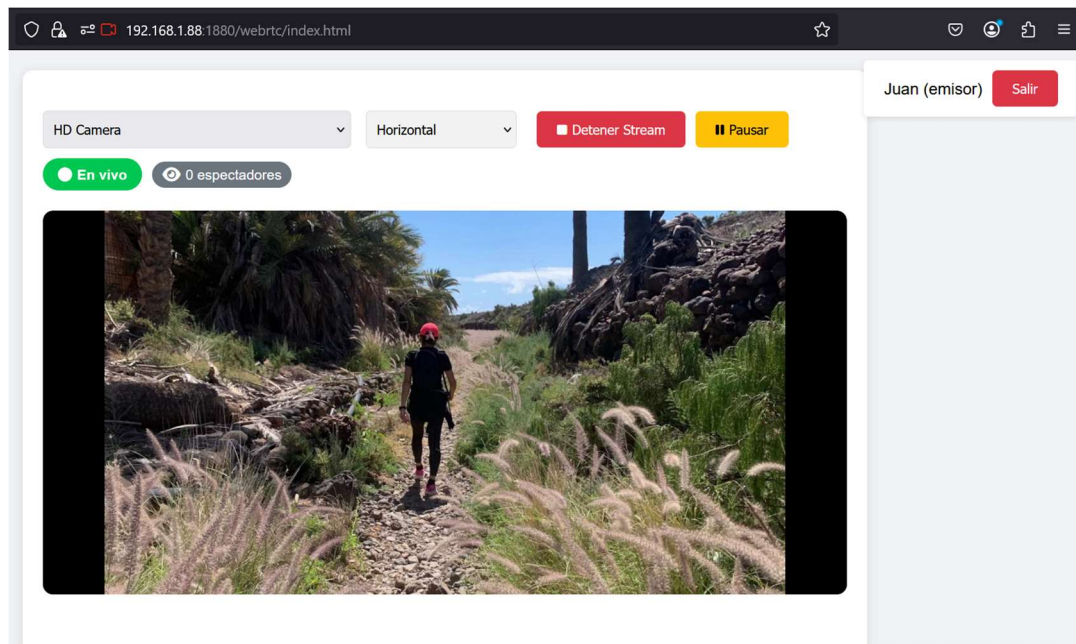 192.168.1.88:1880/webrtc/index.html
Juan (emisor) Salir
HD Camera Horizontal Detener Stream Pausar
En vivo 0 espectadores